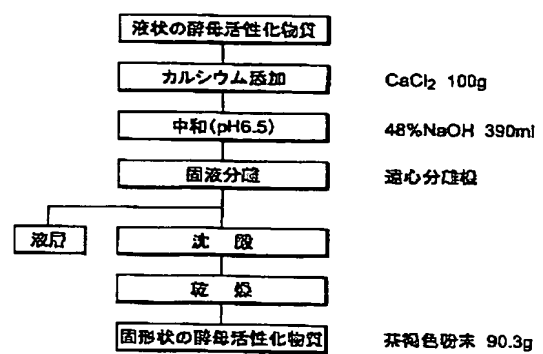 液状の酵母活性化物質
カルシウム添加 CaCl₂ 100g
中和(pH6.5) 48%NaOH 390ml
固液分離 遠心分離機
液層
沈 殿
乾 燥
固形状の酵母活性化物質 茶褐色粉末 90.3g